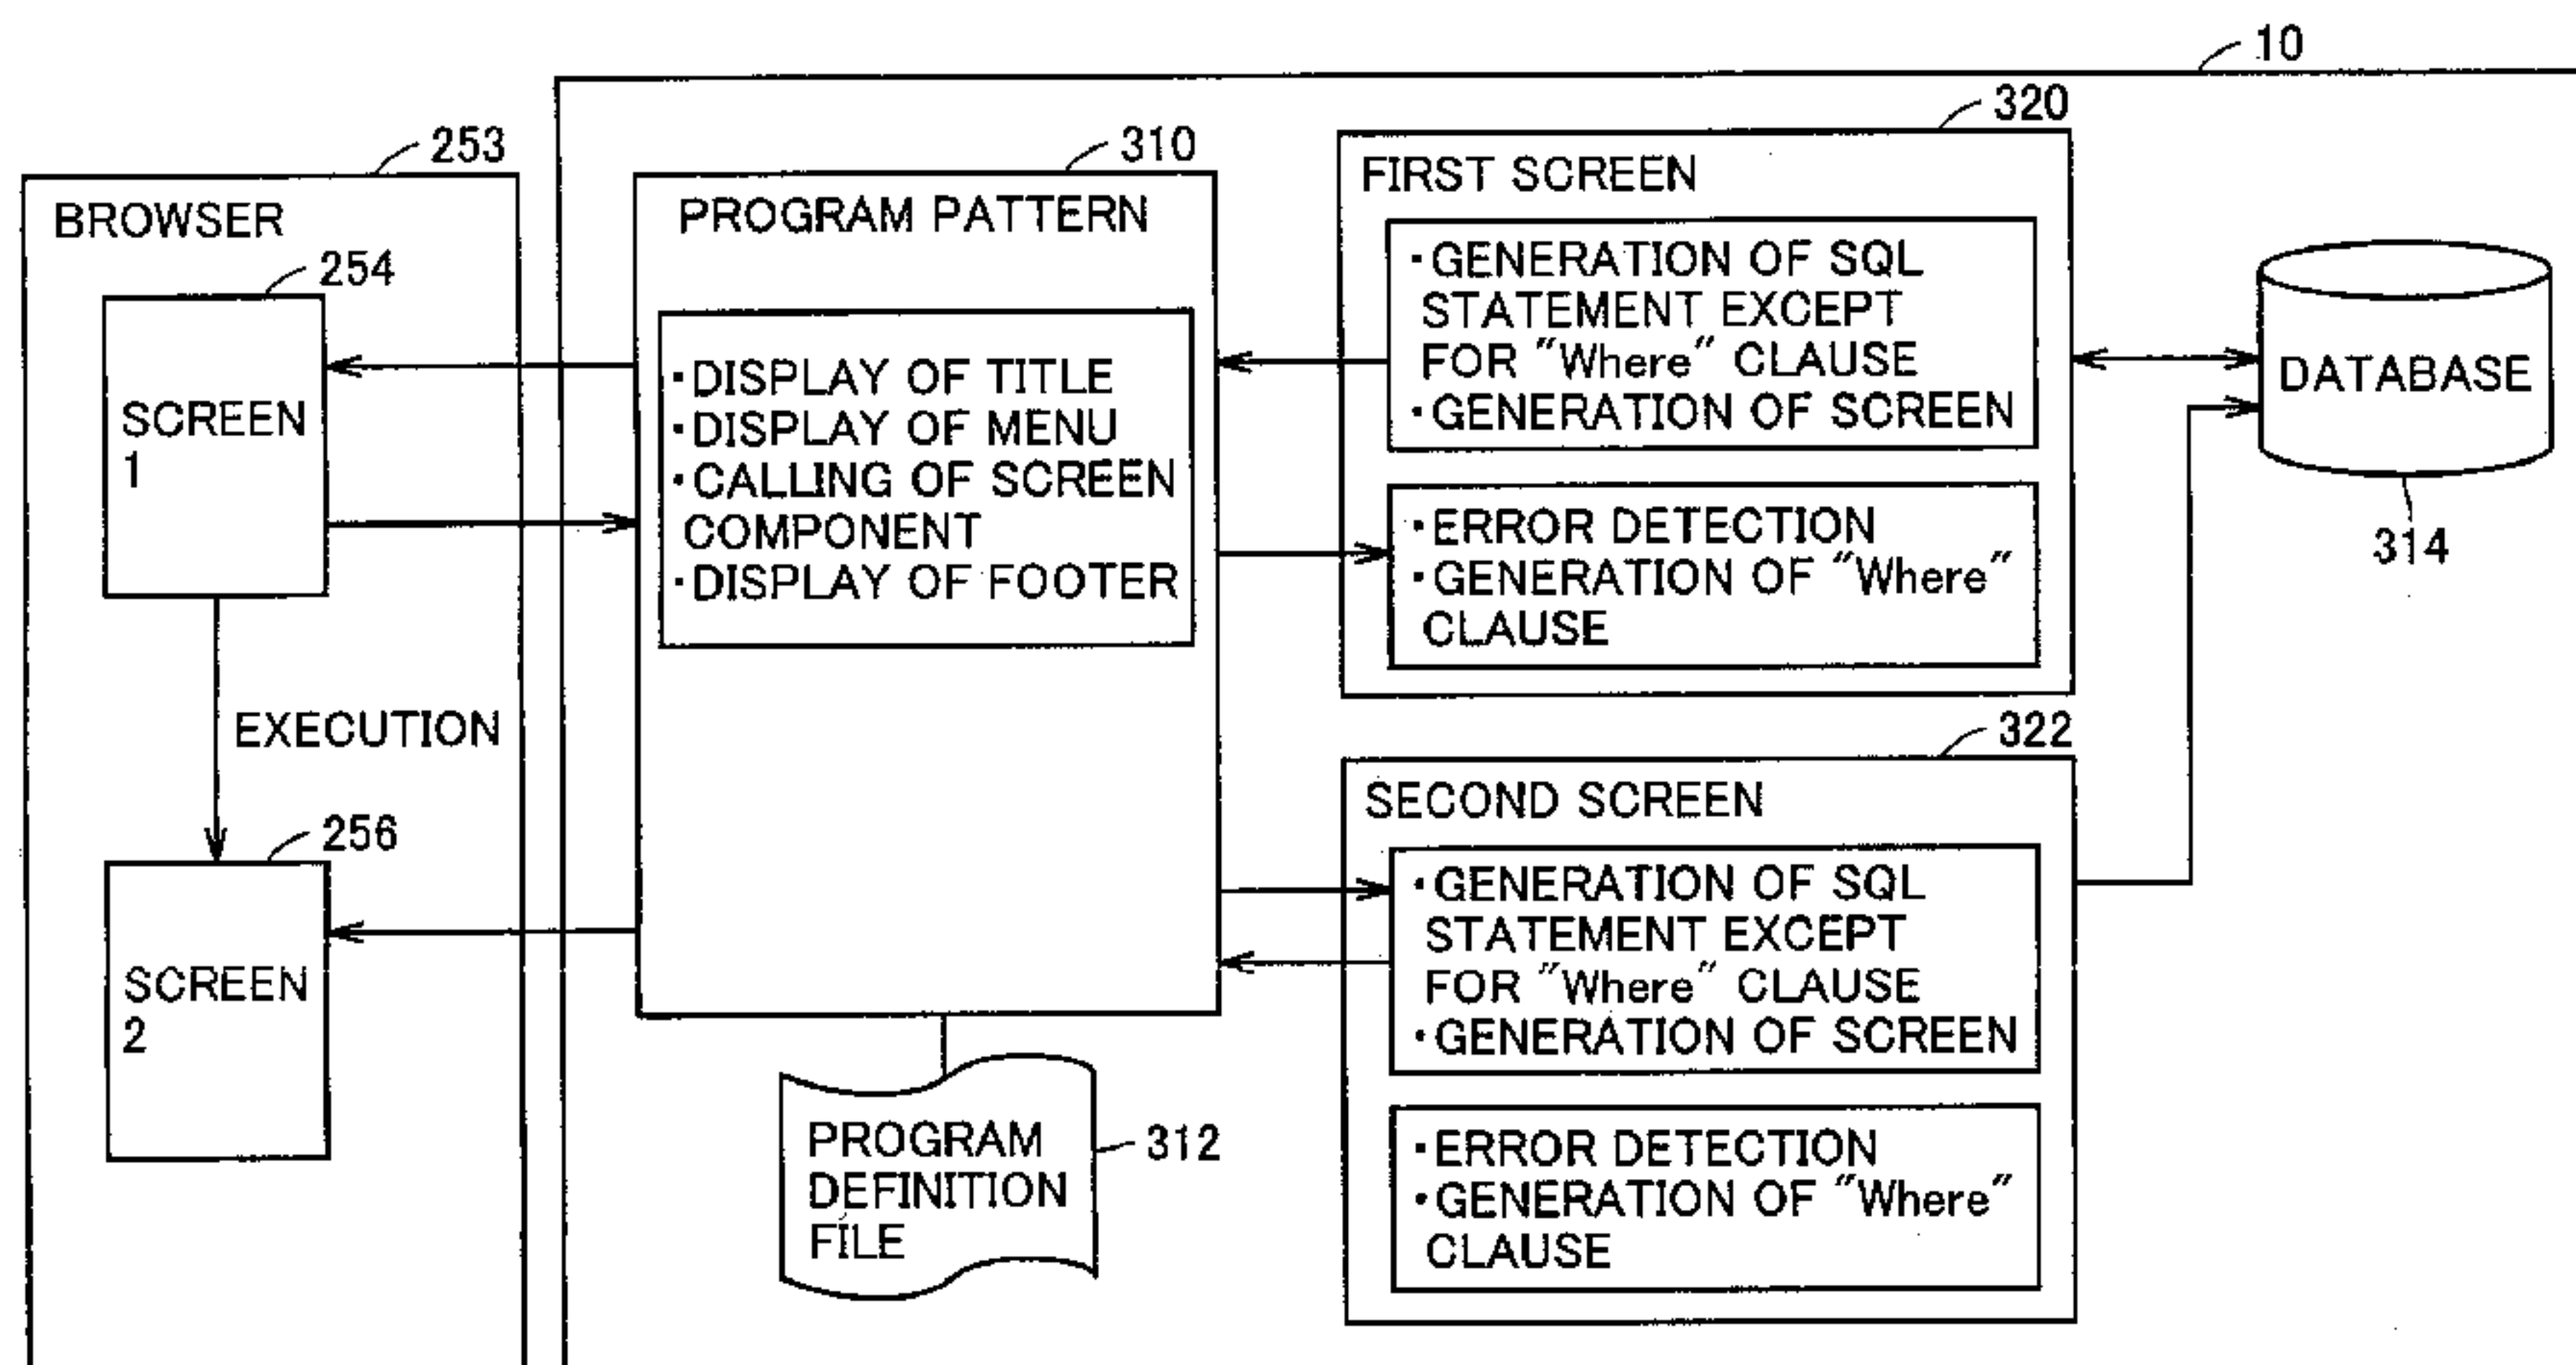 10
253
BROWSER
254
SCREEN
1
EXECUTION
256
SCREEN
2
310
PROGRAM PATTERN
・DISPLAY OF TITLE
・DISPLAY OF MENU
・CALLING OF SCREEN
COMPONENT
・DISPLAY OF FOOTER
PROGRAM
DEFINITION
FILE
312
320
FIRST SCREEN
・GENERATION OF SQL
STATEMENT EXCEPT
FOR "Where" CLAUSE
・GENERATION OF SCREEN
・ERROR DETECTION
・GENERATION OF "Where"
CLAUSE
322
SECOND SCREEN
・GENERATION OF SQL
STATEMENT EXCEPT
FOR "Where" CLAUSE
・GENERATION OF SCREEN
・ERROR DETECTION
・GENERATION OF "Where"
CLAUSE
DATABASE
314